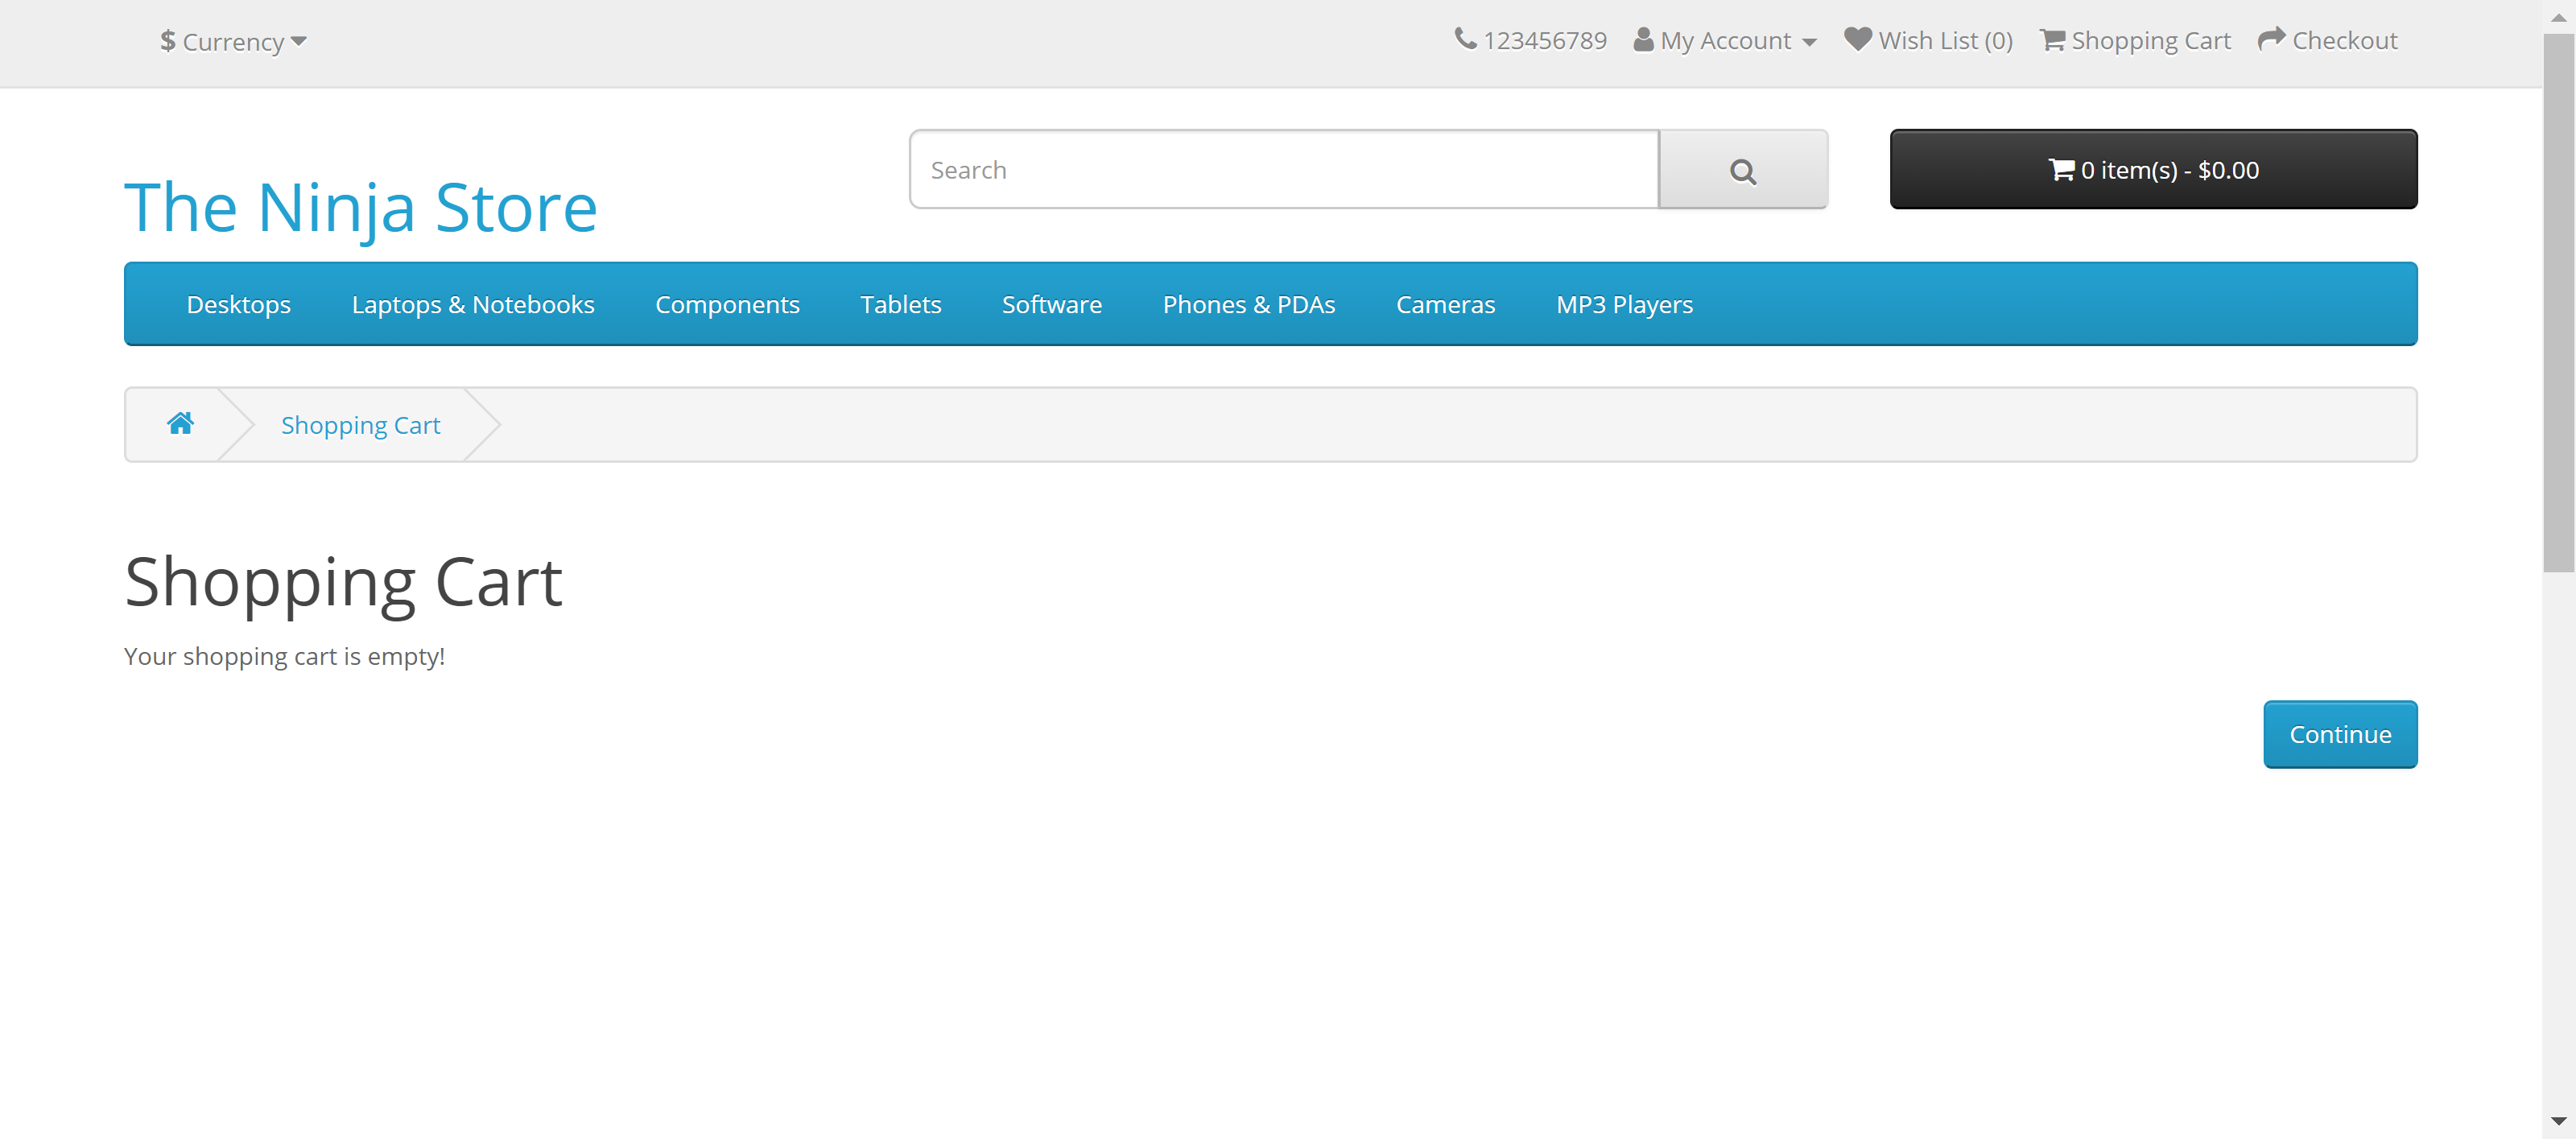 $ Currency
123456789 My Account Wish List (0) Shopping Cart Checkout
The Ninja Store
Search
0 item(s) - $0.00
Desktops Laptops & Notebooks Components Tablets Software Phones & PDAs Cameras MP3 Players
Shopping Cart
Shopping Cart
Your shopping cart is empty!
Continue